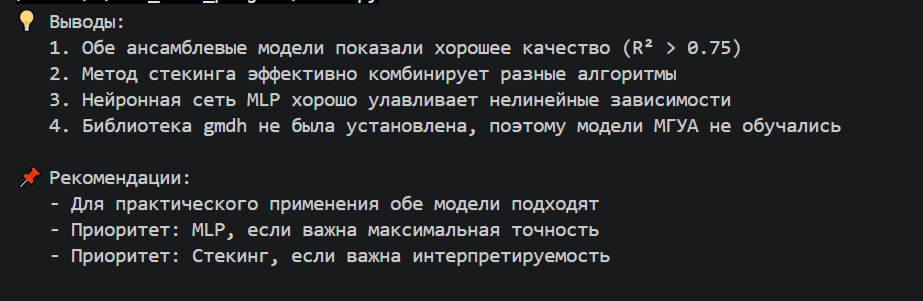 💡 Выводы:
1. Обе ансамблевые модели показали хорошее качество (R² > 0.75)
2. Метод стекинга эффективно комбинирует разные алгоритмы
3. Нейронная сеть MLP хорошо улавливает нелинейные зависимости
4. Библиотека gmdh не была установлена, поэтому модели МГУА не обучались
📌 Рекомендации:
- Для практического применения обе модели подходят
- Приоритет: MLP, если важна максимальная точность
- Приоритет: Стекинг, если важна интерпретируемость